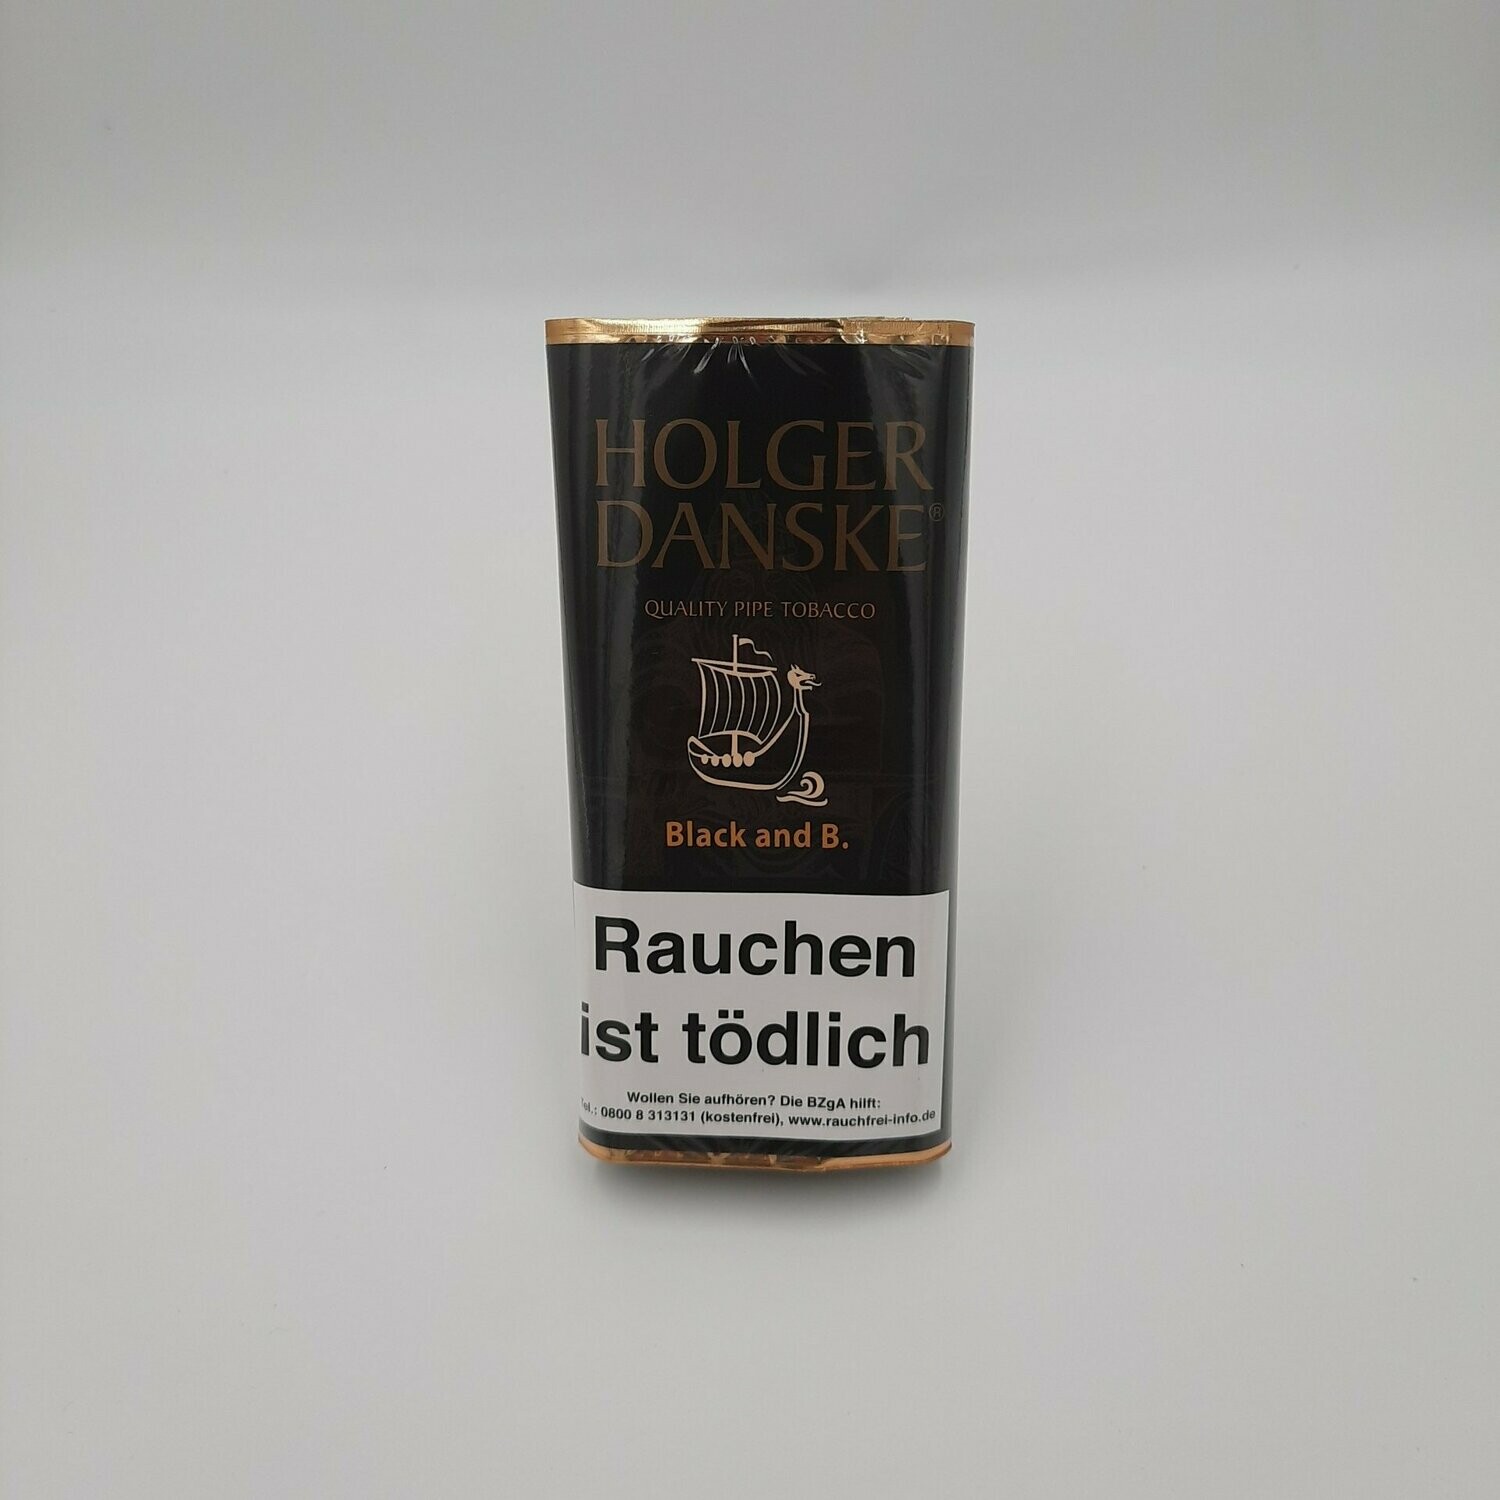 HOLGER
DANSKE®
QUALITY PIPE TOBACCO
Black and B.
Rauchen
ist tödlich
Wollen Sie aufhören? Die BZgA hilft:
Tel.: 0800 8 313131 (kostenfrei), www.rauchfrei-info.de